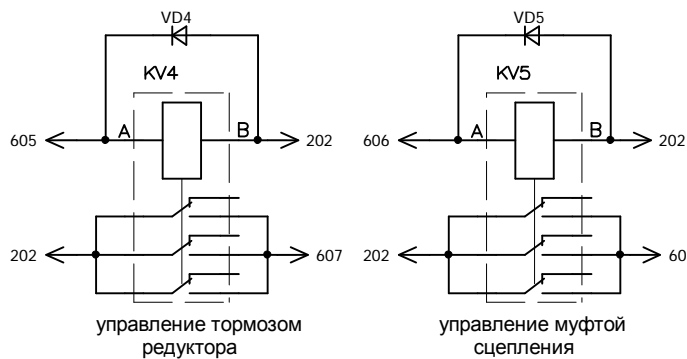 VD4 VD5
KV4 KV5
605 A B 202 606 A B 202
202 607 202 60
управление тормозом управление муфтой
редуктора сцепления